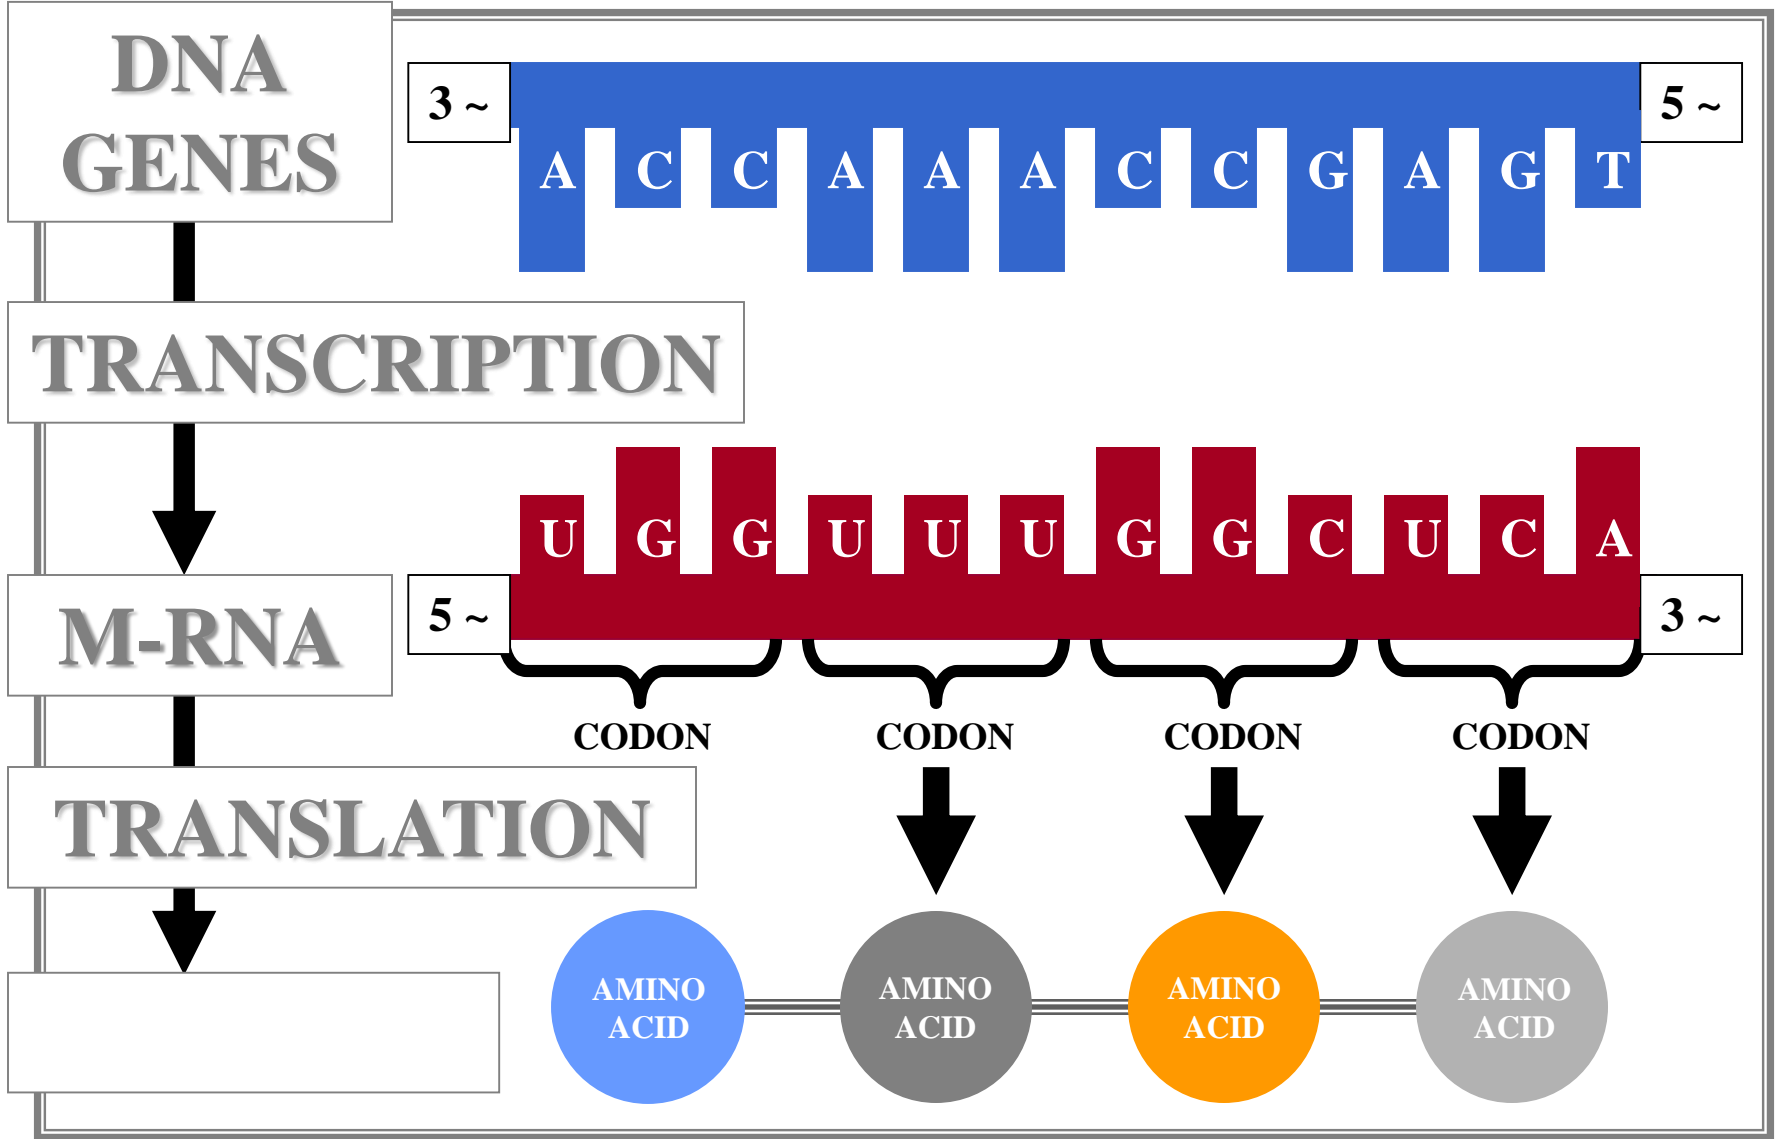 DNA
GENES
3 ~
5 ~
A C C A A A C C G A G T
TRANSCRIPTION
U G G U U U G G C U C A
M-RNA
5 ~
3 ~
CODON CODON CODON CODON
TRANSLATION
AMINO AMINO AMINO AMINO
ACID ACID ACID ACID